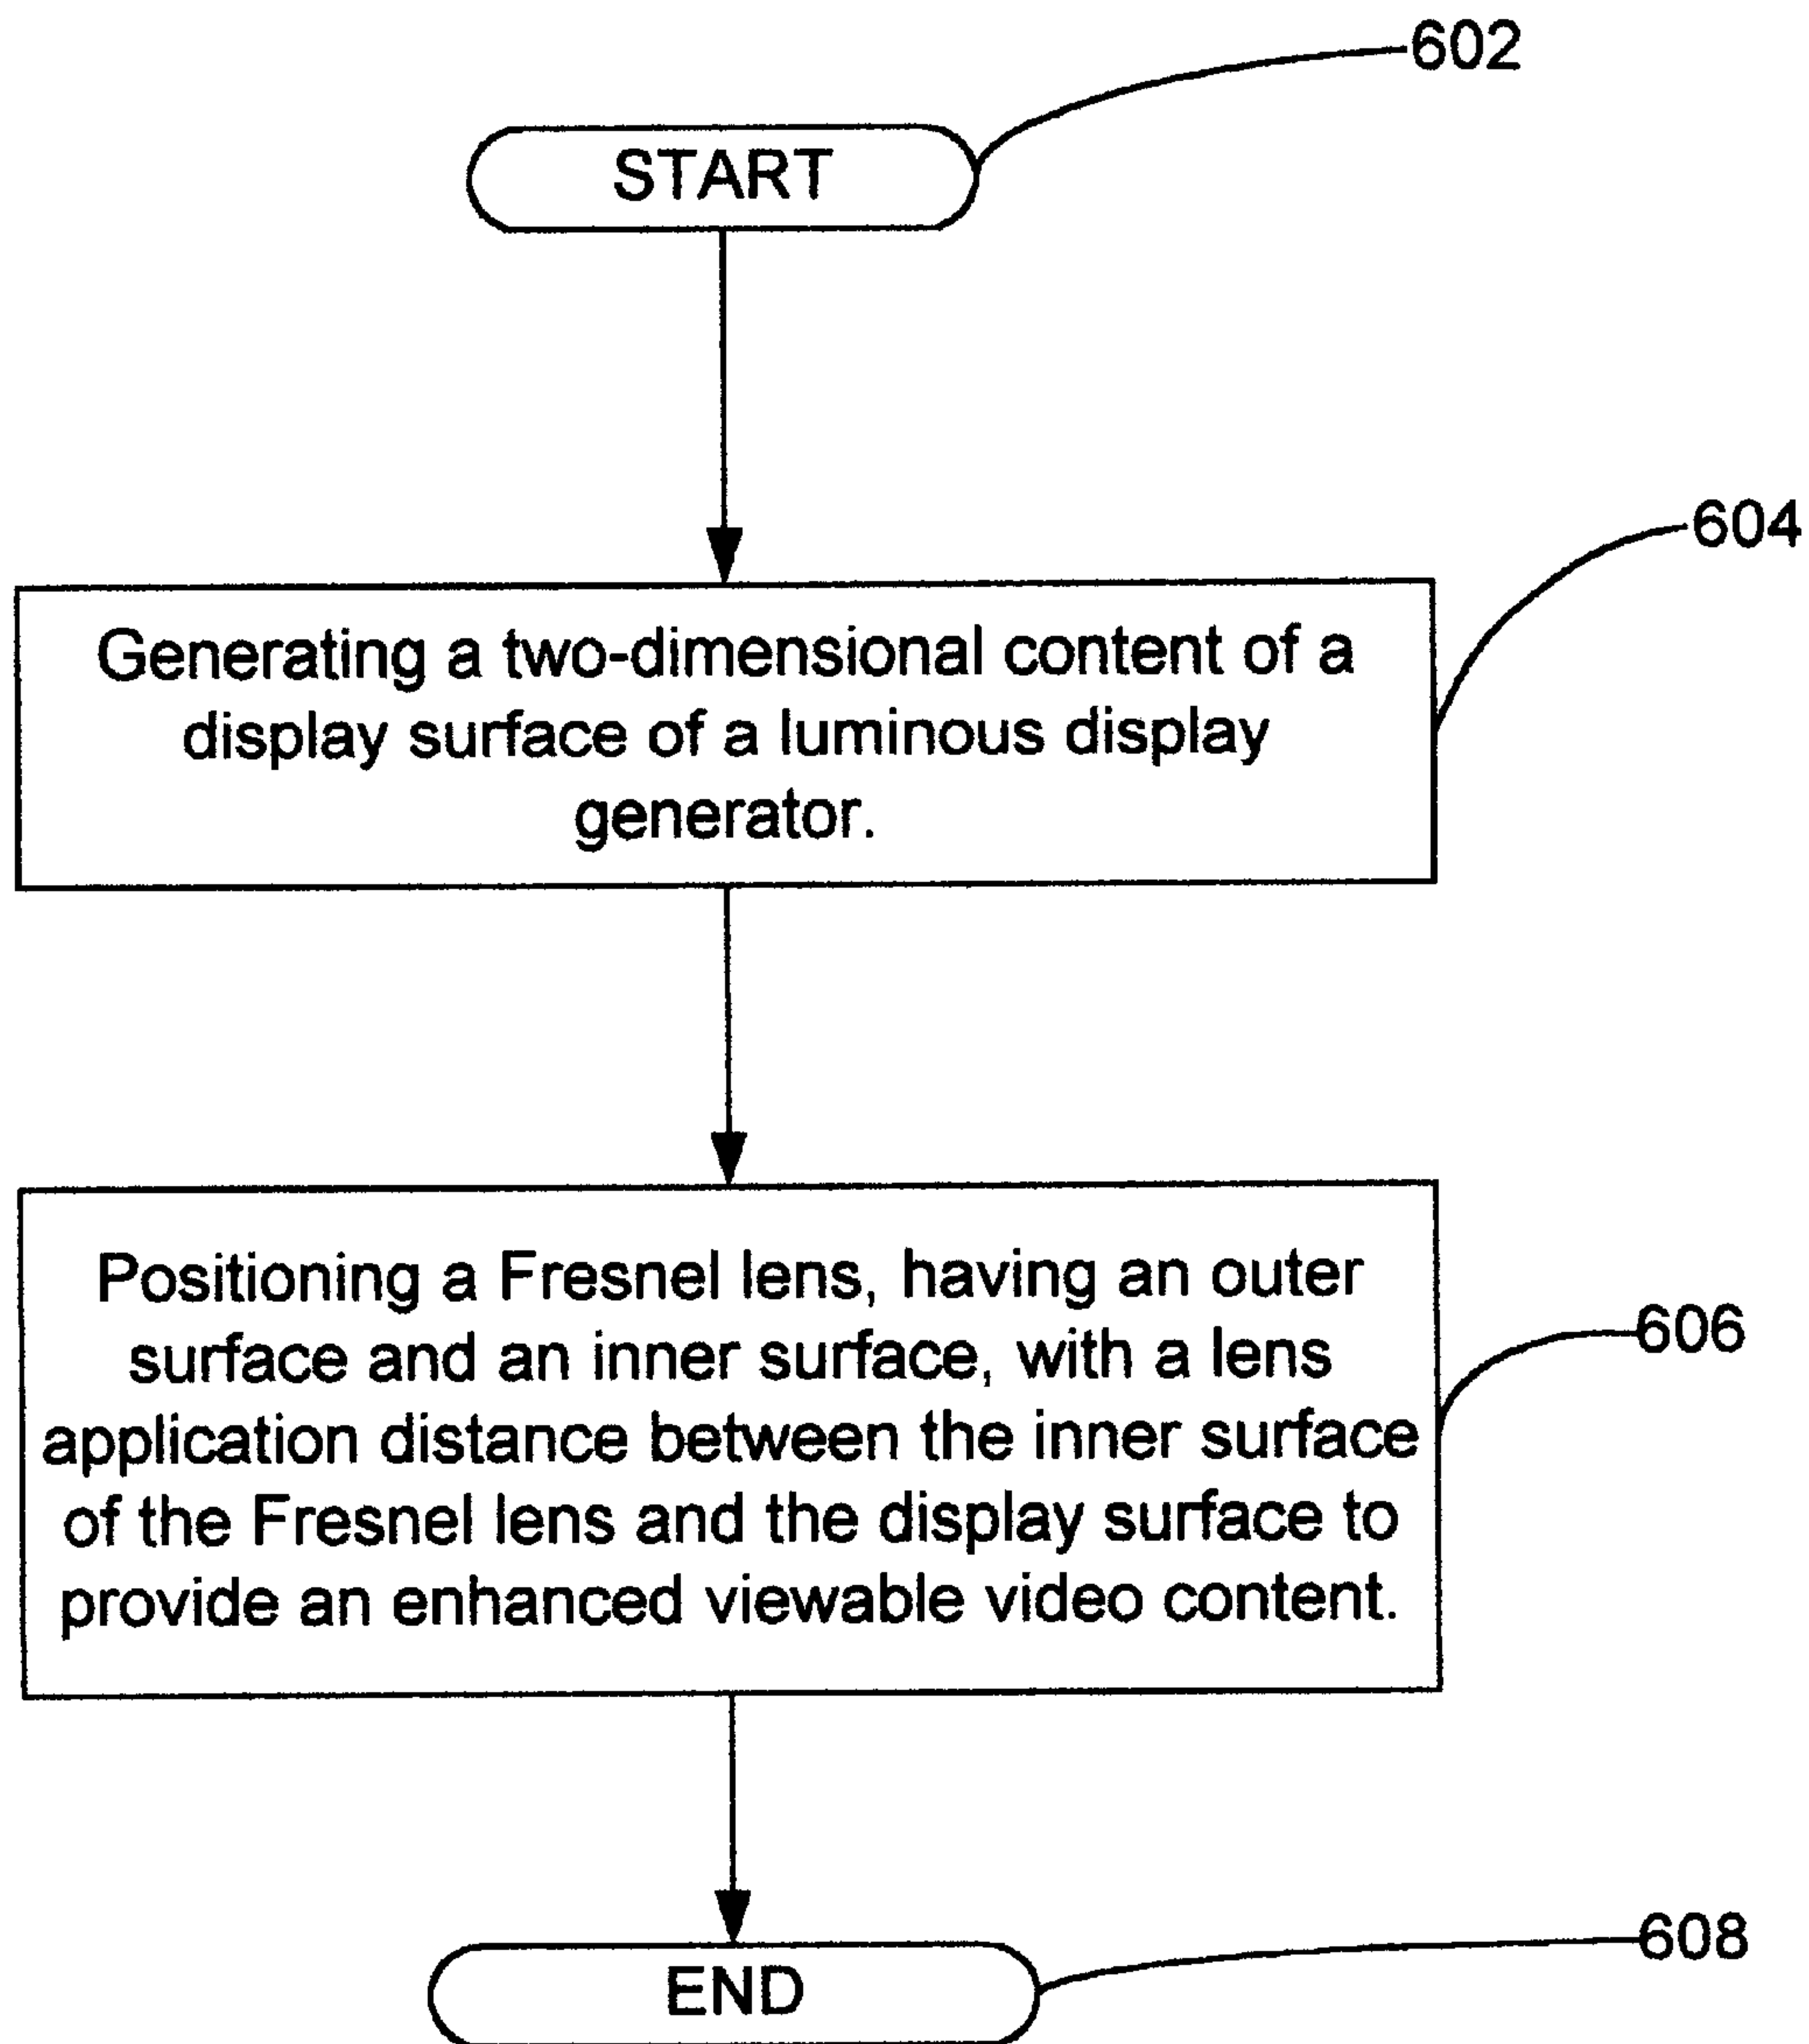 602
START
604
Generating a two-dimensional content of a
display surface of a luminous display
generator.
Positioning a Fresnel lens, having an outer
surface and an inner surface, with a lens
application distance between the inner surface
of the Fresnel lens and the display surface to
provide an enhanced viewable video content.
606
608
END